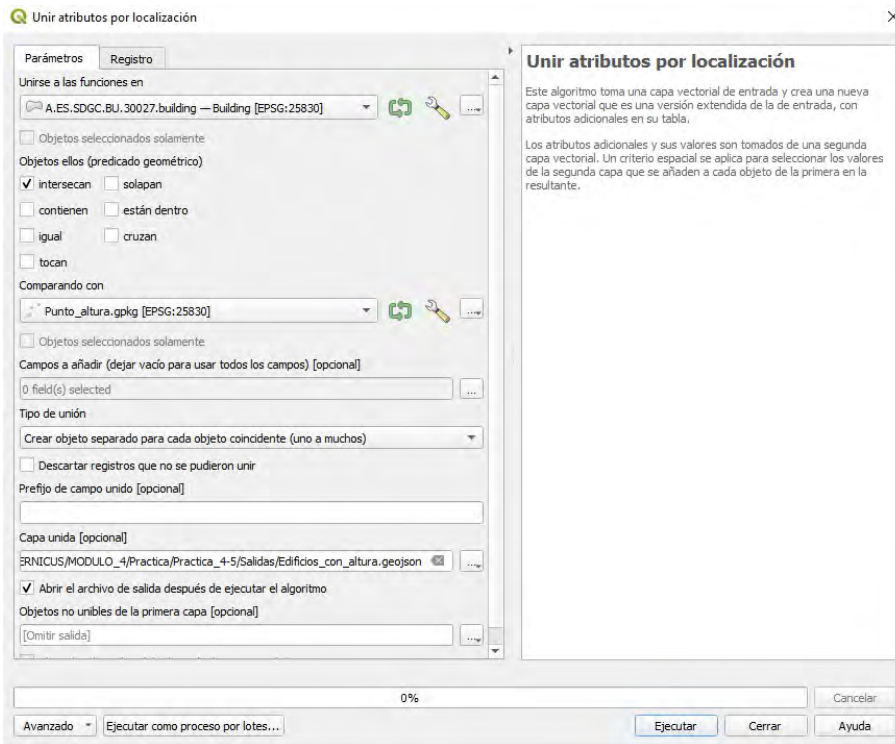 Unir atributos por localización
Parámetros
Registro
Unirse a las funciones en
A.ES.SDGC.BU.30027.building — Building [EPSG:25830]
...
Objetos seleccionados solamente
Objetos ellos (predicado geométrico)
intersecan
solapan
contienen
están dentro
igual
cruzan
tocan
Comparando con
Punto_altura.gpkg [EPSG:25830]
...
Objetos seleccionados solamente
Campos a añadir (dejar vacío para usar todos los campos) [opcional]
0 field(s) selected
...
Tipo de unión
Crear objeto separado para cada objeto coincidente (uno a muchos)
Descartar registros que no se pudieron unir
Prefijo de campo unido [opcional]
Capa unida [opcional]
ERNICUS/MODULO_4/Practica/Practica_4-5/Salidas/Edificios_con_altura.geojson
...
Abrir el archivo de salida después de ejecutar el algoritmo
Objetos no unibles de la primera capa [opcional]
[Omitir salida]
...
Unir atributos por localización
Este algoritmo toma una capa vectorial de entrada y crea una nueva
capa vectorial que es una versión extendida de la de entrada, con
atributos adicionales en su tabla.
Los atributos adicionales y sus valores son tomados de una segunda
capa vectorial. Un criterio espacial se aplica para seleccionar los valores
de la segunda capa que se añaden a cada objeto de la primera en la
resultante.
0%
Cancelar
Avanzado
Ejecutar como proceso por lotes...
Ejecutar
Cerrar
Ayuda